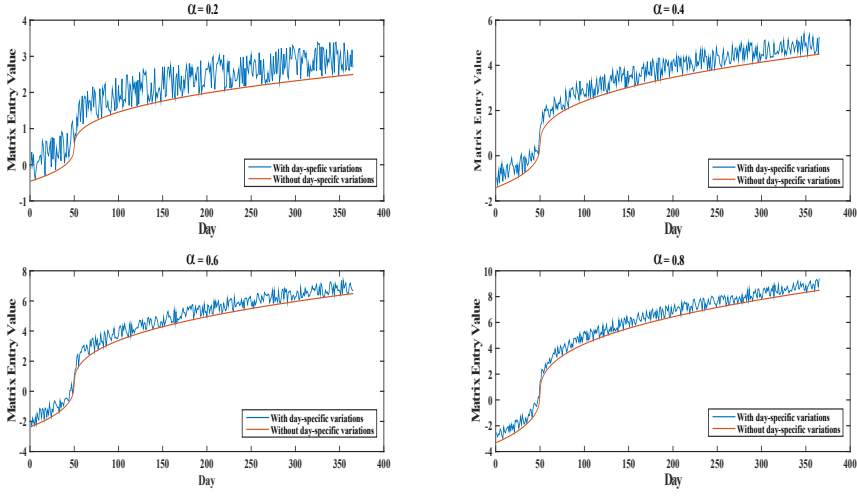 α = 0.2
Matrix Entry Value
4
3
2
1
0
-1
0 50 100 150 200 250 300 350 400
Day
With day-spefiic variations
Without day-specifc variations
α = 0.4
Matrix Entry Value
6
4
2
0
-2
0 50 100 150 200 250 300 350 400
Day
With day-specific variations
Without day-specific variations
α = 0.6
Matrix Entry Value
8
6
4
2
0
-2
-4
0 50 100 150 200 250 300 350 400
Day
With day-specific variations
Without day-specific variations
α = 0.8
Matrix Entry Value
10
8
6
4
2
0
-2
-4
0 50 100 150 200 250 300 350 400
Day
With day-specific variations
Without day-specific variations